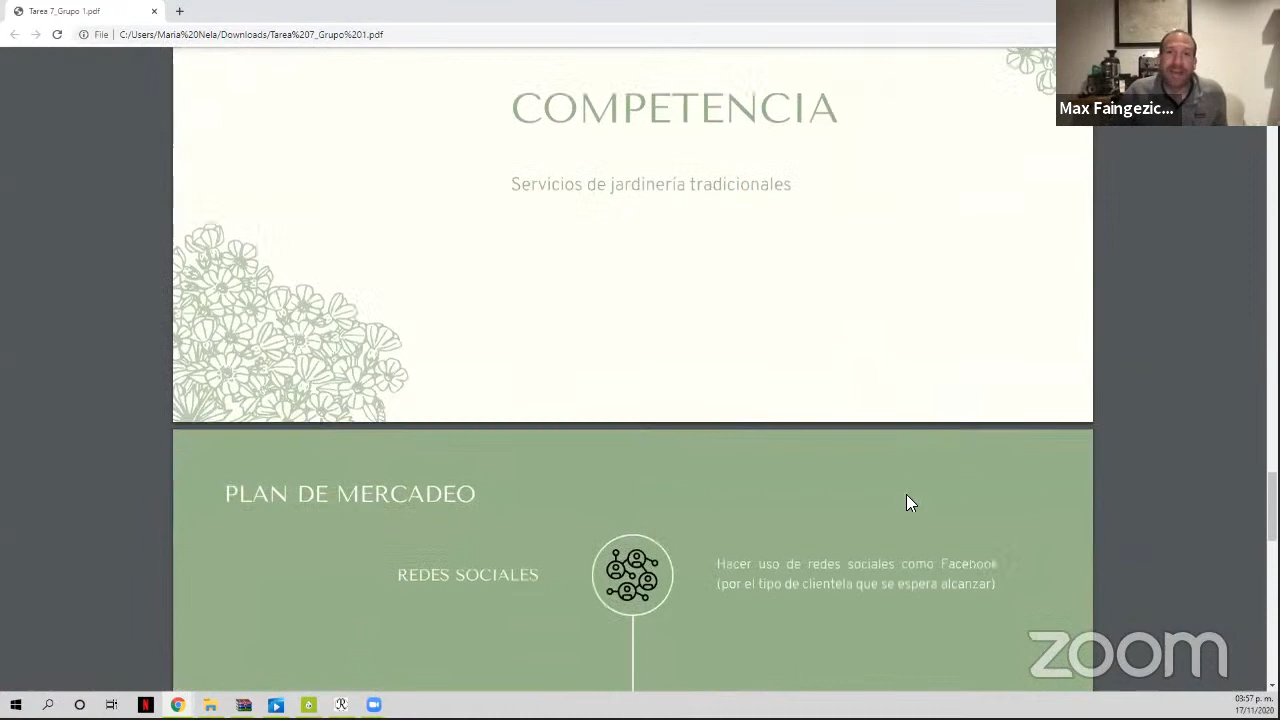 Tarea 7_Grupo 1.pdf
File
C:/Users/Maria%20Nela/Downloads/Tarea%207_Grupo%201.pdf
Max Faingezic...
COMPETENCIA
Servicios de jardinería tradicionales
PLAN DE MERCADEO
REDES SOCIALES
Hacer uso de redes sociales como Facebook
(por el tipo de clientela que se espera alcanzar)
zoom
03:57 p. m.
17/11/2020